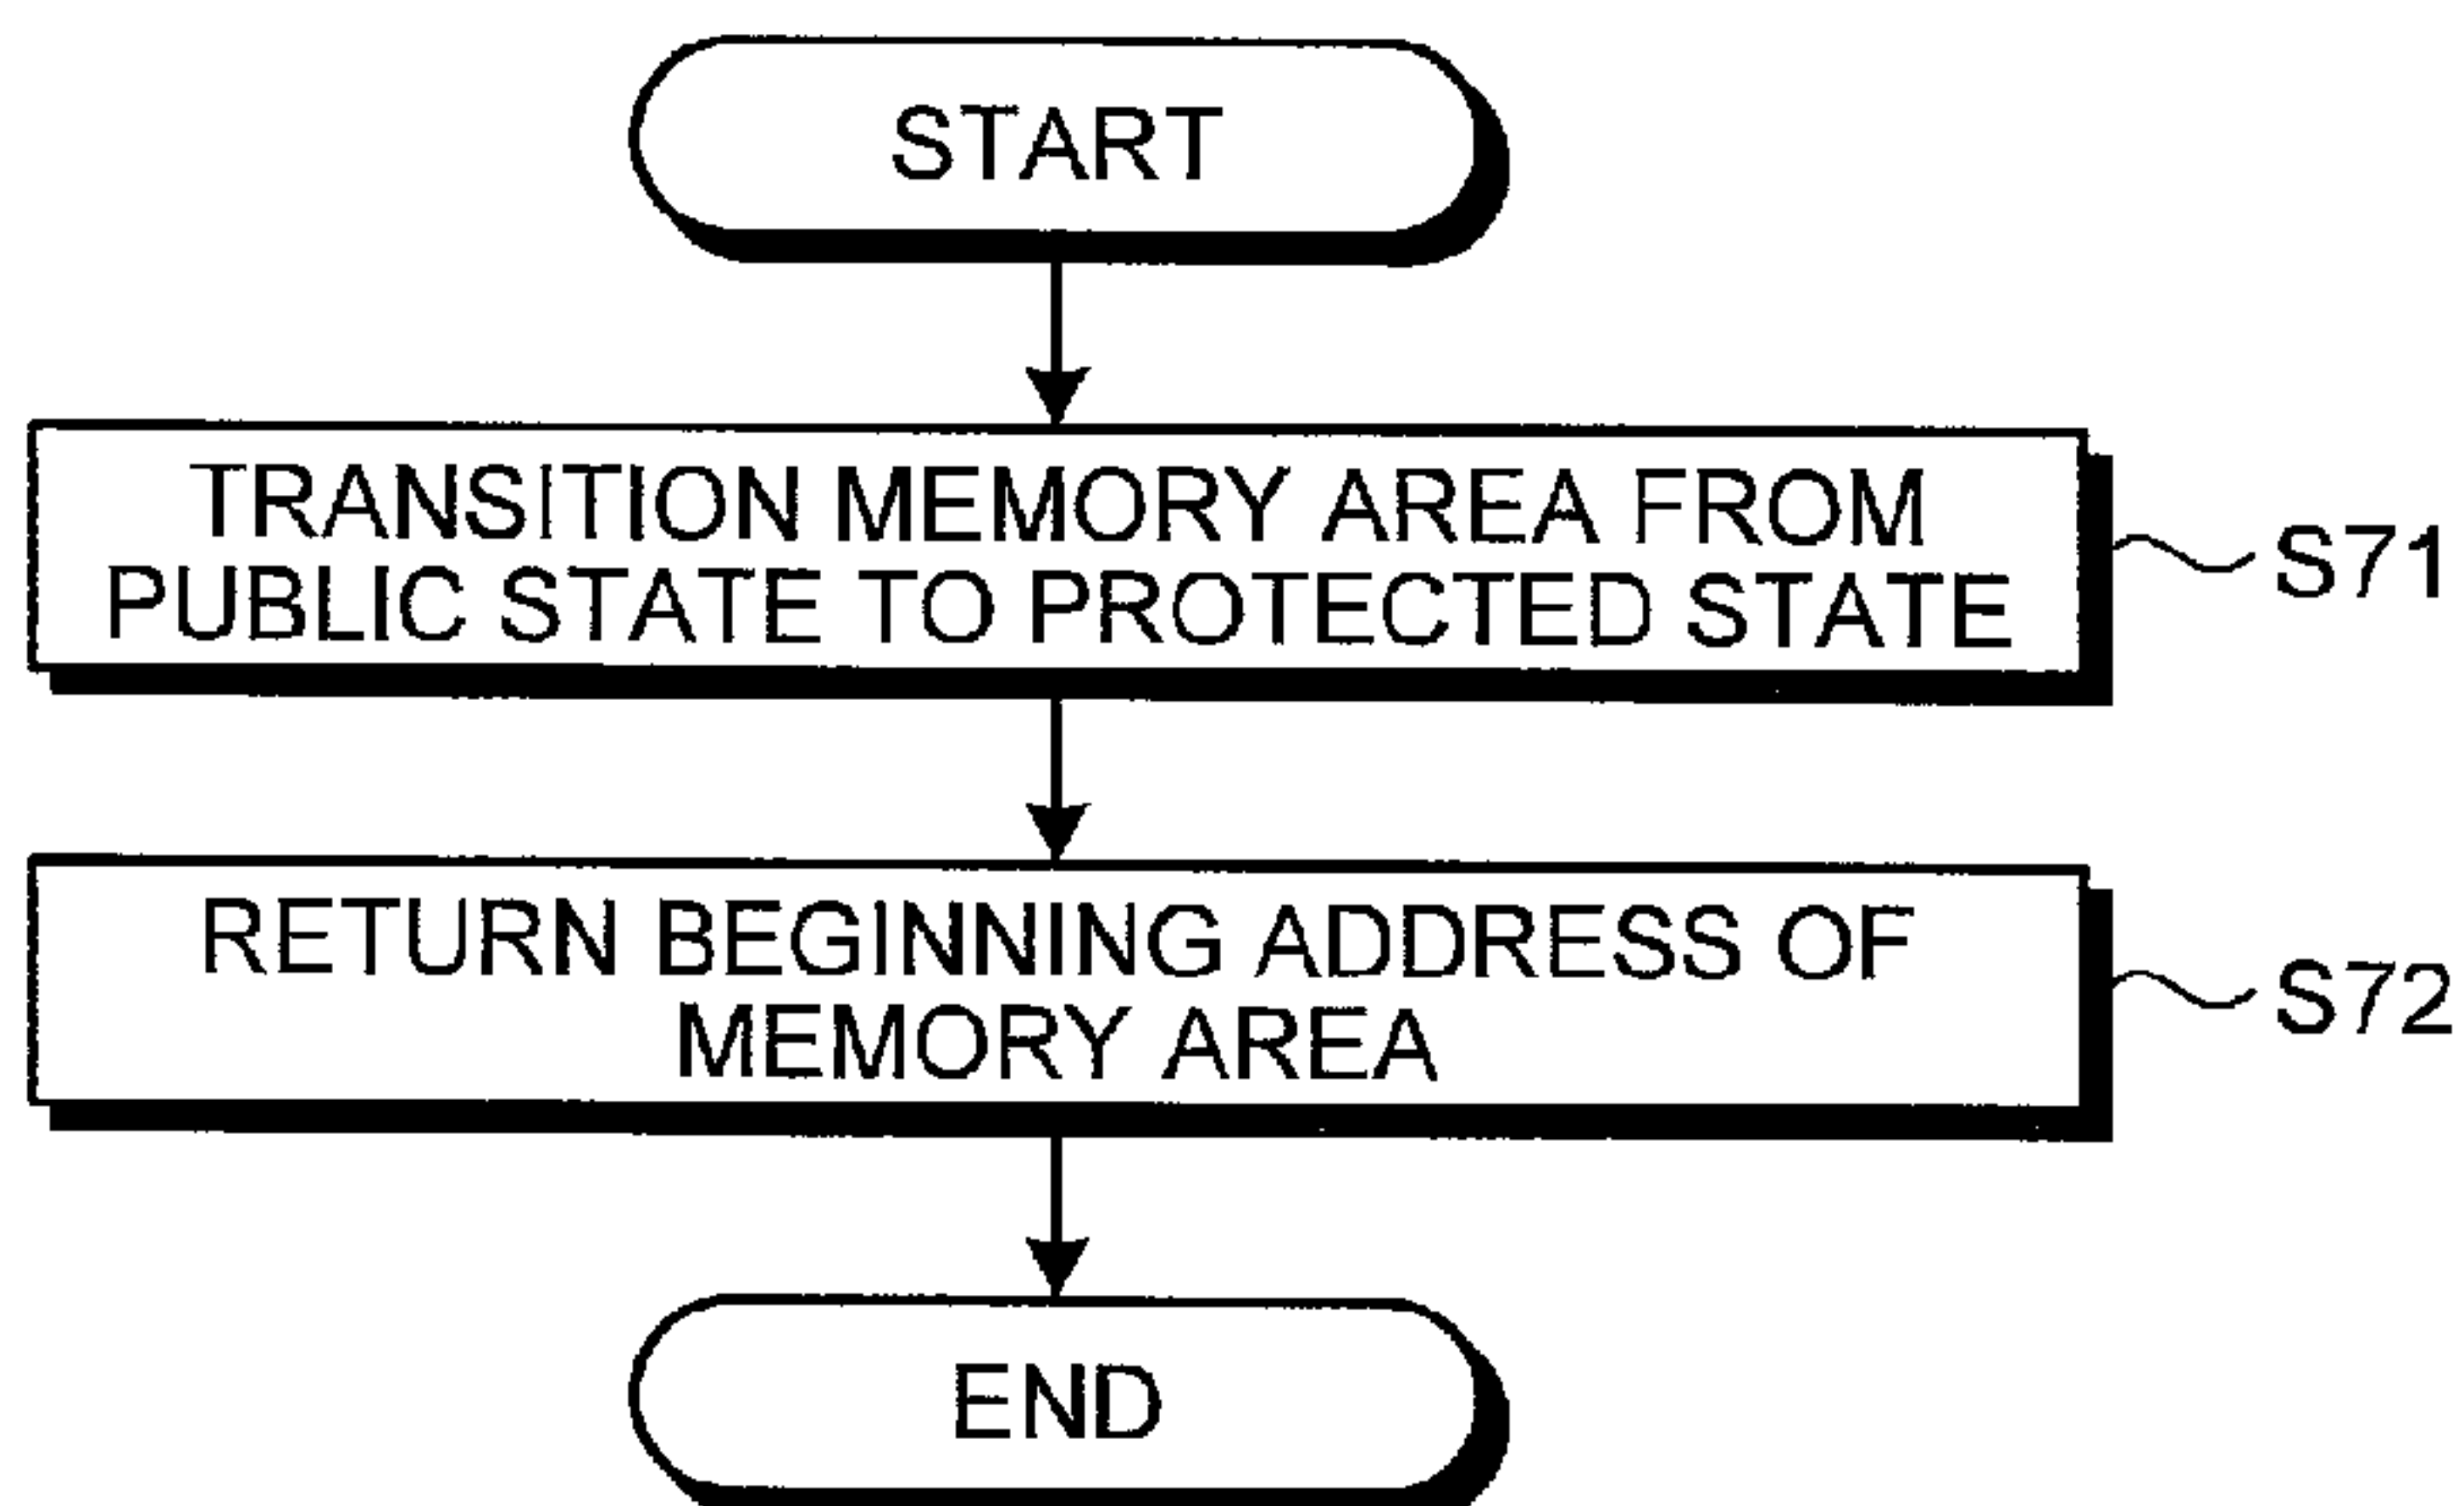 START
TRANSITION MEMORY AREA FROM
PUBLIC STATE TO PROTECTED STATE
S71
RETURN BEGINNING ADDRESS OF
MEMORY AREA
S72
END